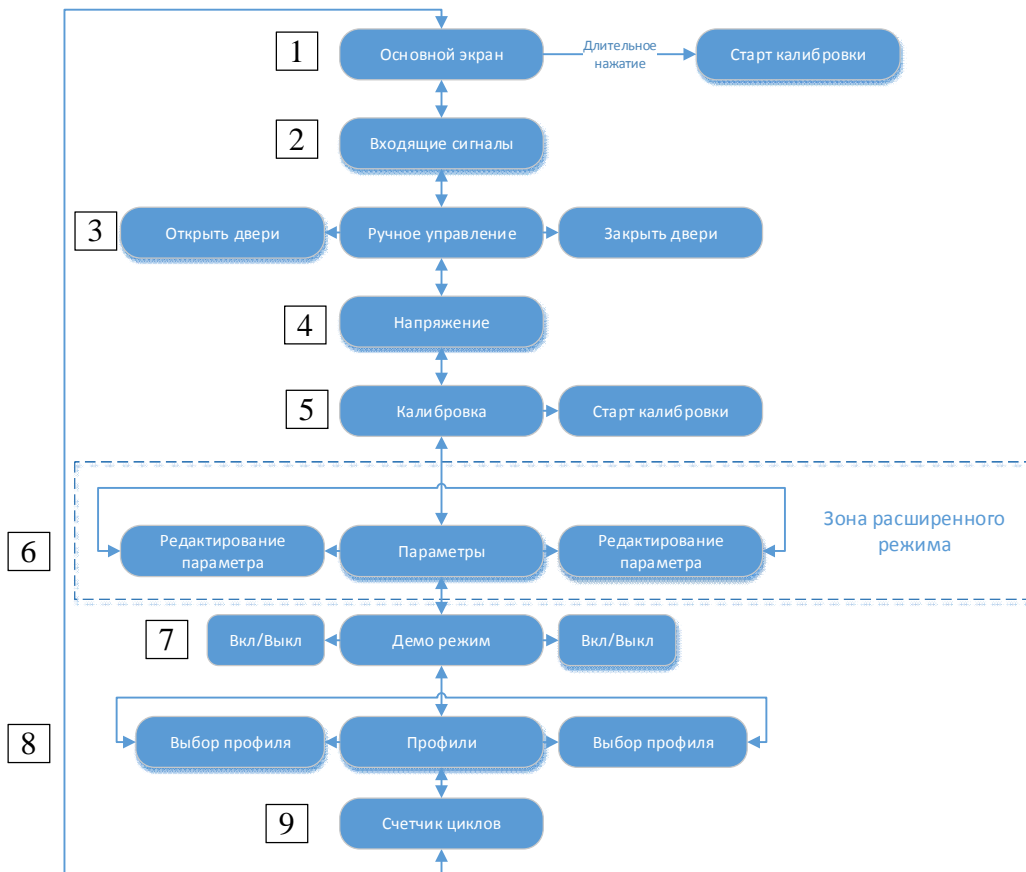 1
Основной экран
Длительное
нажатие
Старт калибровки
2
Входящие сигналы
3
Открыть двери
Ручное управление
Закрыть двери
4
Напряжение
5
Калибровка
Старт калибровки
Зона расширенного
режима
6
Редактирование
параметра
Параметры
Редактирование
параметра
7
Вкл/Выкл
Демо режим
Вкл/Выкл
8
Выбор профиля
Профили
Выбор профиля
9
Счетчик циклов